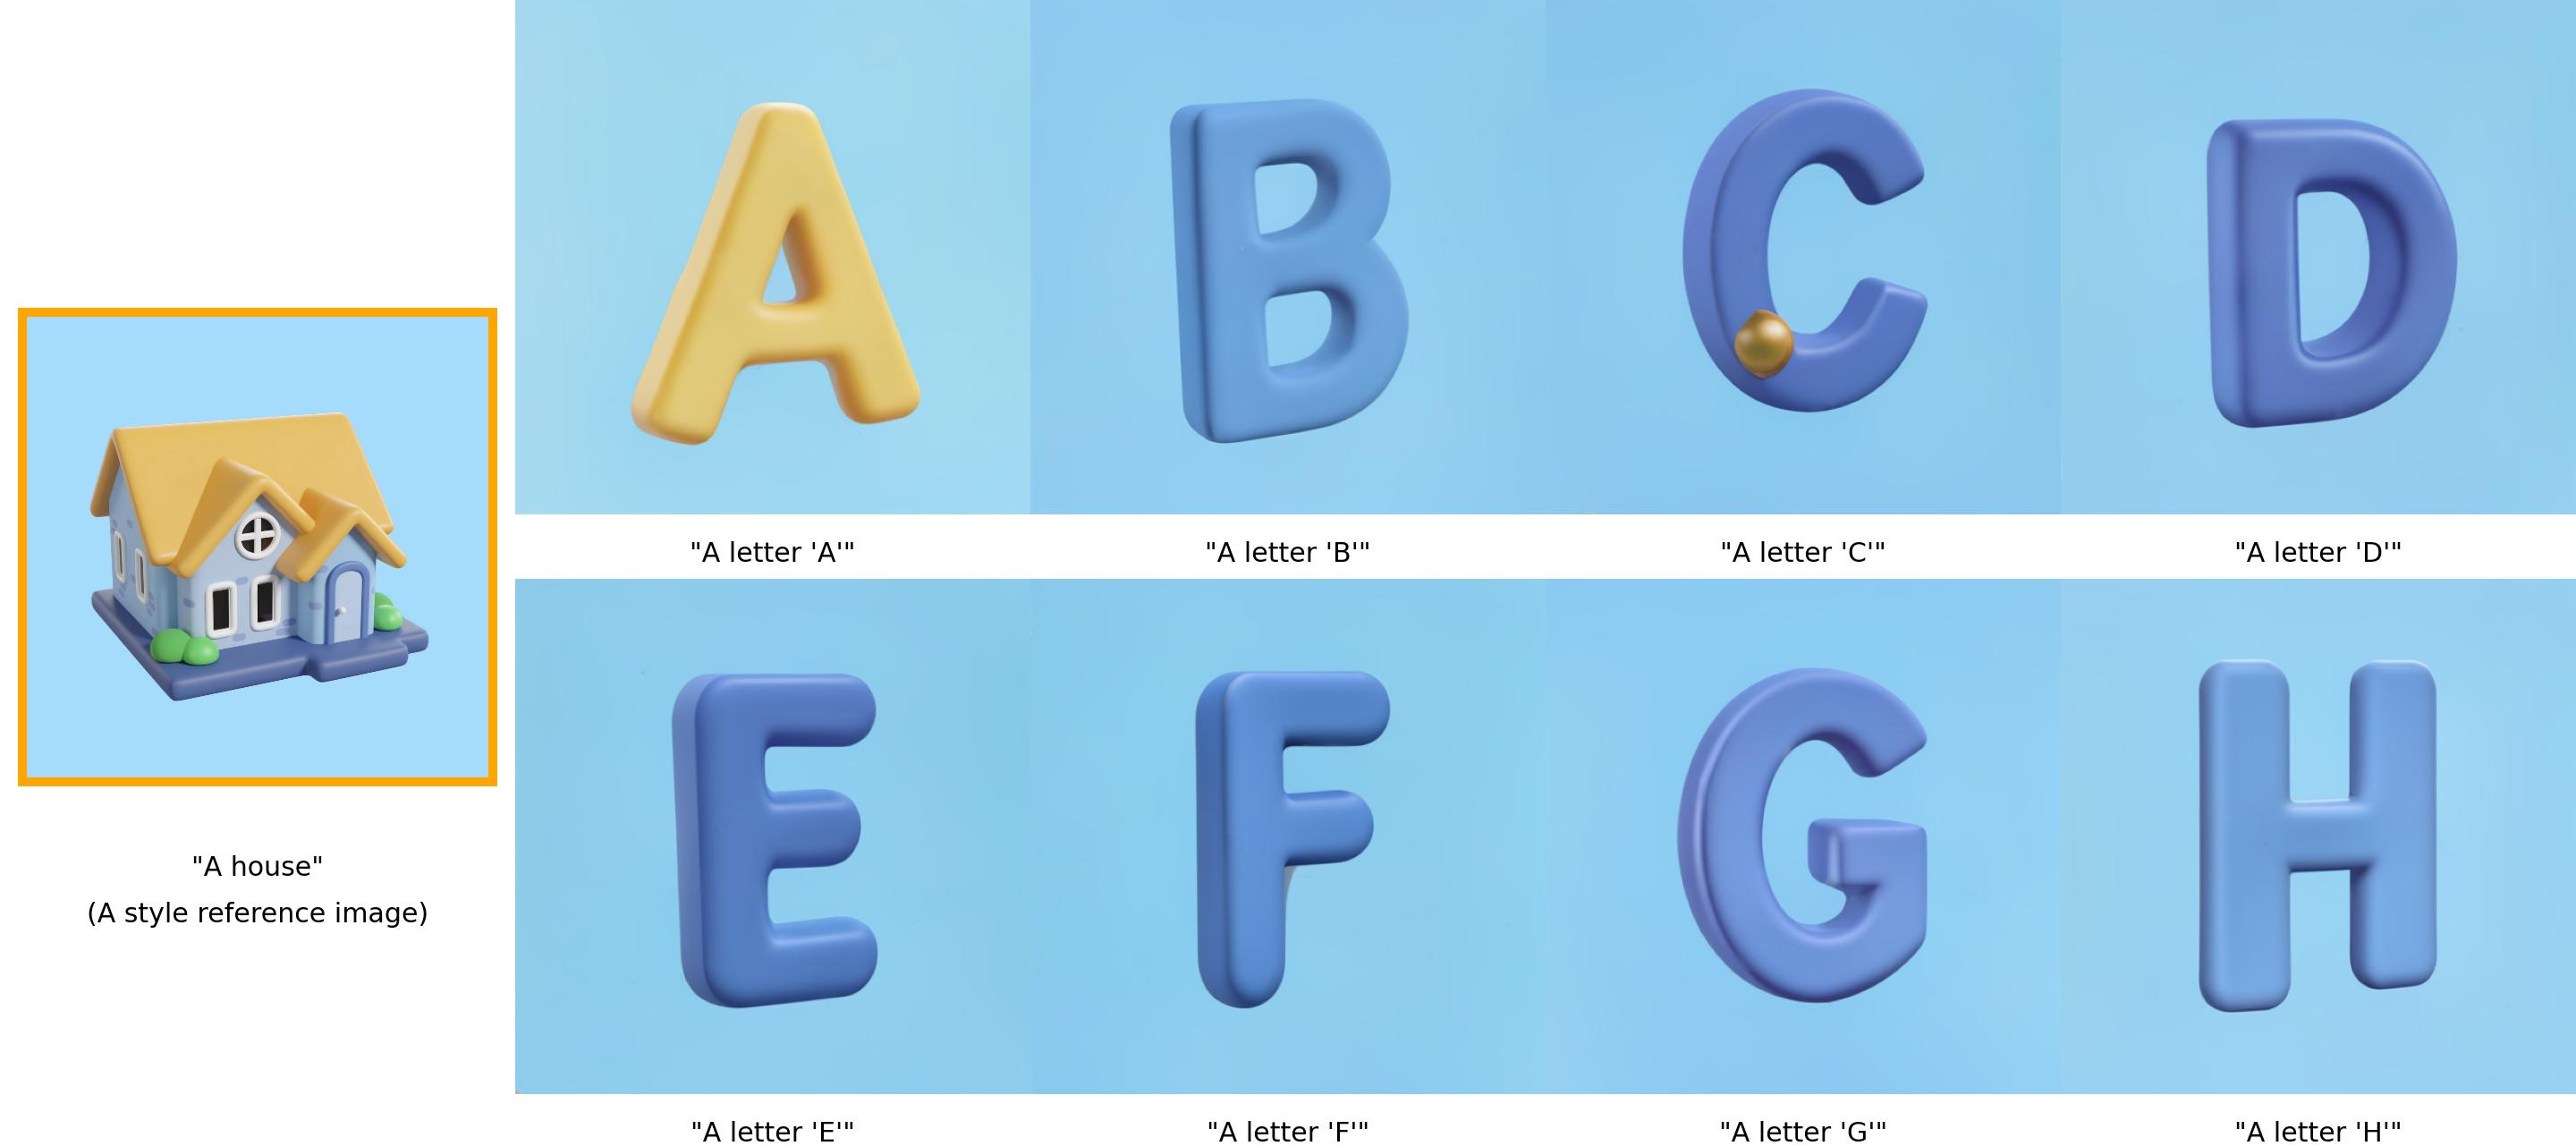 A
B
C
D
"A letter 'A'"
"A letter 'B'"
"A letter 'C'"
"A letter 'D'"
"A house"
(A style reference image)
E
F
G
H
"A letter 'E'"
"A letter 'F'"
"A letter 'G'"
"A letter 'H'"